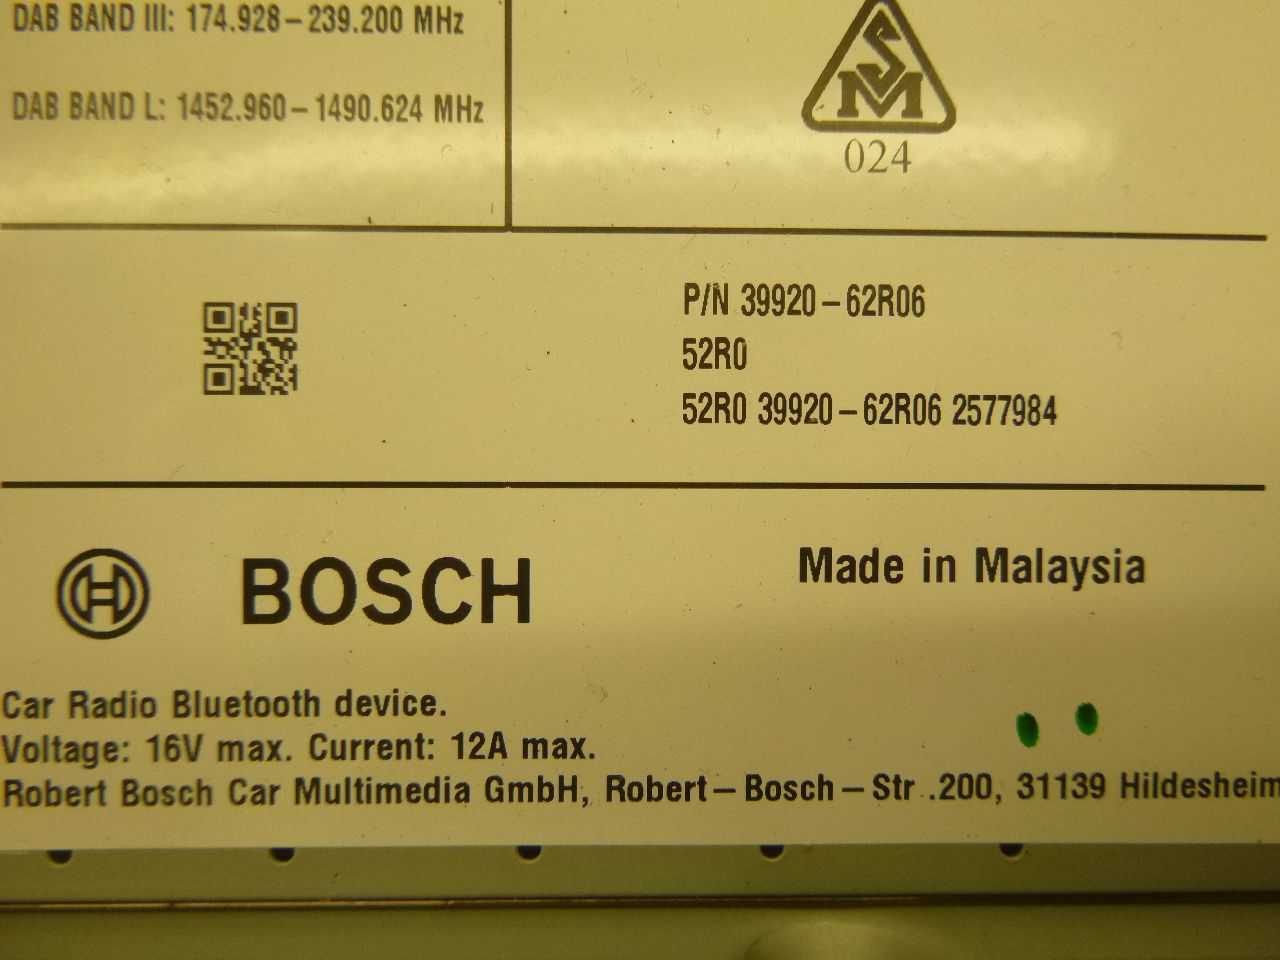 DAB BAND III: 174.928–239.200 MHz
DAB BAND L: 1452.960–1490.624 MHz
SM
024
P/N 39920–62R06
52R0
52R0 39920–62R06 2577984
BOSCH
Made in Malaysia
Car Radio Bluetooth device.
Voltage: 16V max. Current: 12A max.
Robert Bosch Car Multimedia GmbH, Robert–Bosch–Str .200, 31139 Hildesheim